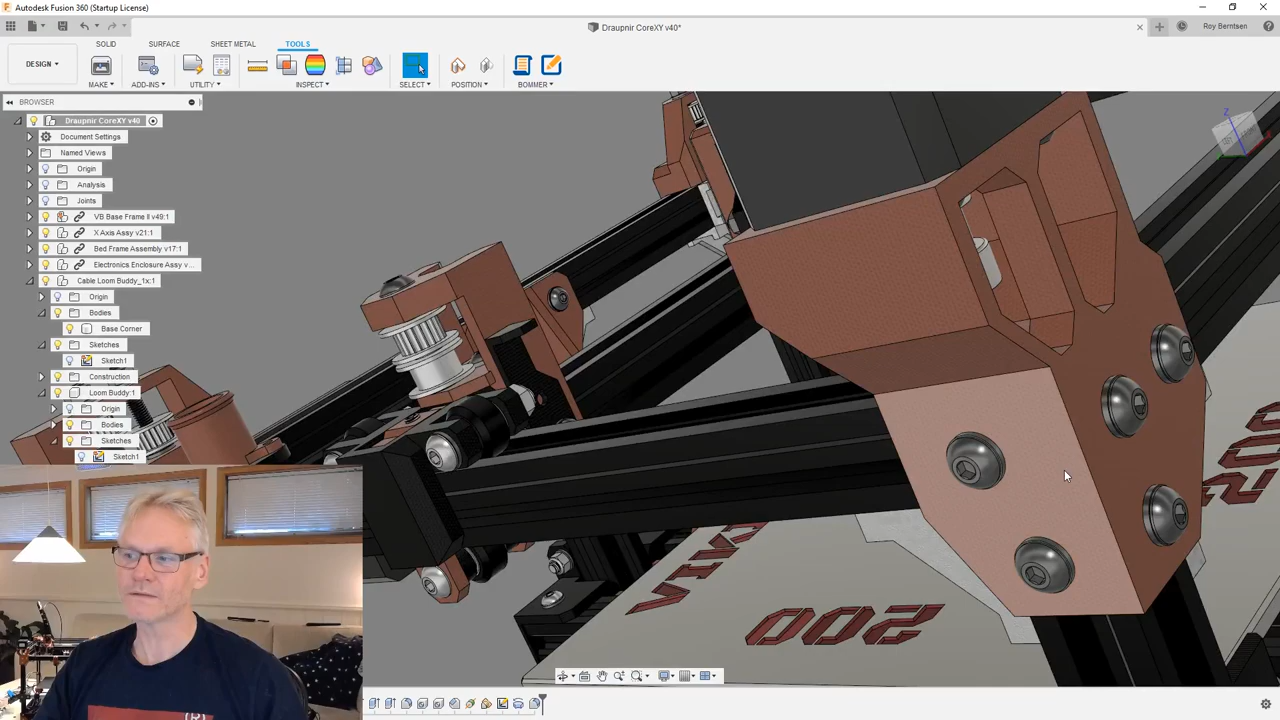 Autodesk Fusion 360 (Startup License)
Draupnir CoreXY v40*
Roy Berntsen
SOLID
SURFACE
SHEET METAL
TOOLS
DESIGN
MAKE
ADD-INS
UTILITY
INSPECT
SELECT
POSITION
BOMMER
BROWSER
Draupnir CoreXY v40
Document Settings
Named Views
Origin
Analysis
Joints
VB Base Frame II v49:1
X Axis Assy v21:1
Bed Frame Assembly v17:1
Electronics Enclosure Assy v...
Cable Loom Buddy_1x:1
Origin
Bodies
Base Corner
Sketches
Sketch1
Construction
Loom Buddy:1
Origin
Bodies
Sketches
Sketch1
Z
200